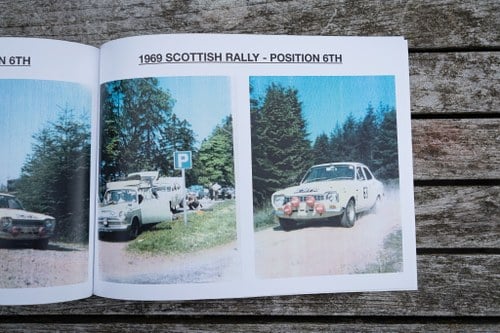 N 6TH
1969 SCOTTISH RALLY - POSITION 6TH
P